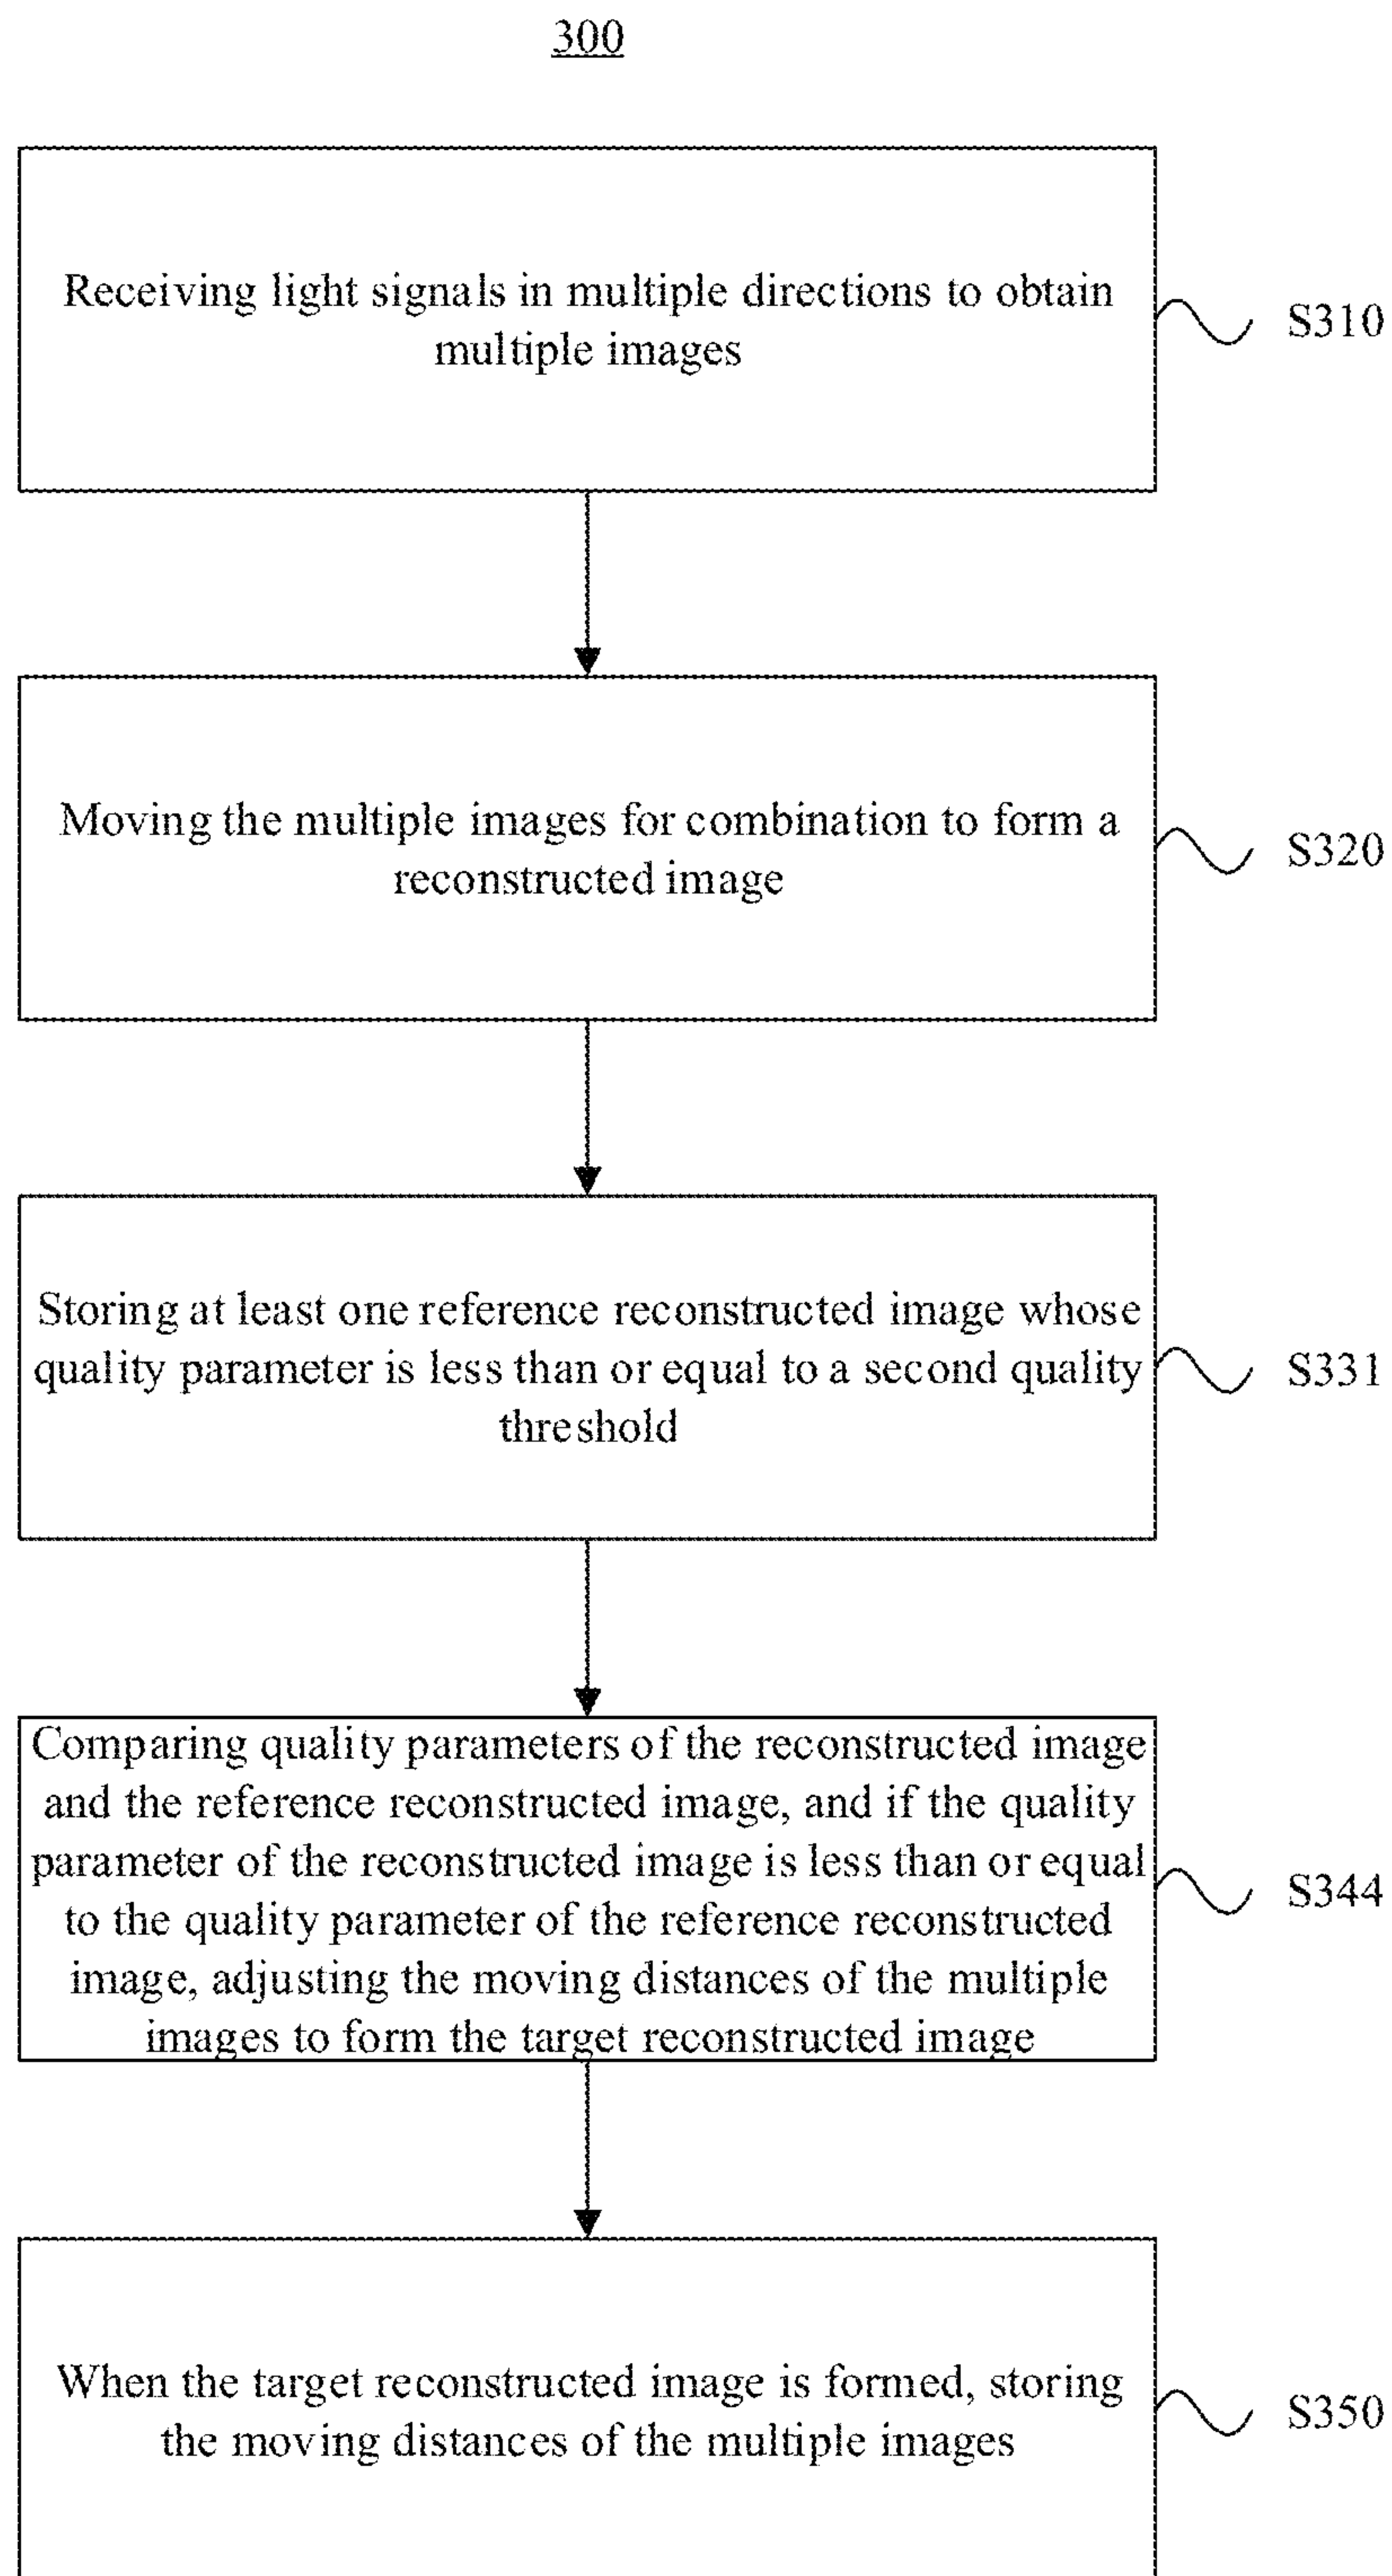 300
Receiving light signals in multiple directions to obtain
multiple images
S310
Moving the multiple images for combination to form a
reconstructed image
S320
Storing at least one reference reconstructed image whose
quality parameter is less than or equal to a second quality
threshold
S331
Comparing quality parameters of the reconstructed image
and the reference reconstructed image, and if the quality
parameter of the reconstructed image is less than or equal
to the quality parameter of the reference reconstructed
image, adjusting the moving distances of the multiple
images to form the target reconstructed image
S344
When the target reconstructed image is formed, storing
the moving distances of the multiple images
S350